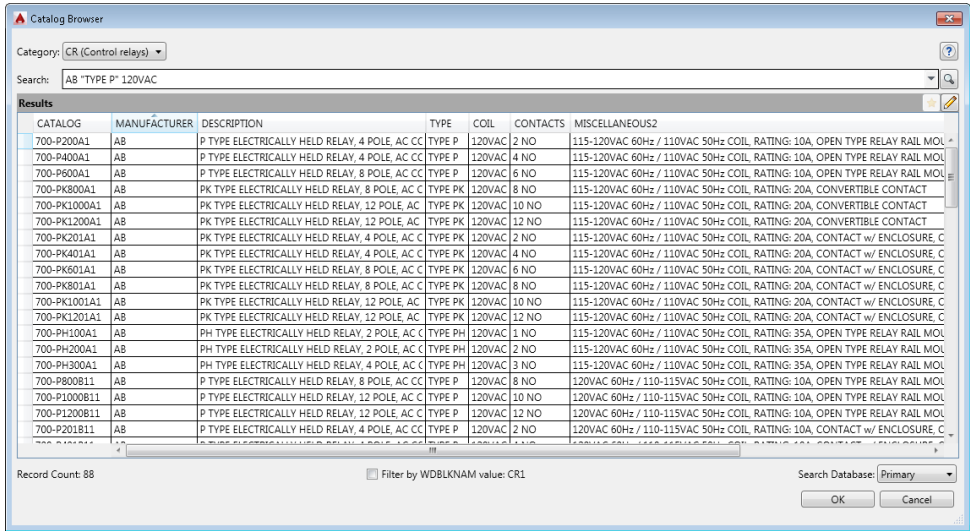 Catalog Browser
Category: CR (Control relays)
Search: AB "TYPE P" 120VAC
Results
CATALOG MANUFACTURER DESCRIPTION TYPE COIL CONTACTS MISCELLANEOUS2
700-P200A1 AB P TYPE ELECTRICALLY HELD RELAY, 4 POLE, AC CC TYPE P 120VAC 2 NO 115-120VAC 60Hz / 110VAC 50Hz COIL, RATING: 10A, OPEN TYPE RELAY RAIL MOU
700-P400A1 AB P TYPE ELECTRICALLY HELD RELAY, 4 POLE, AC CC TYPE P 120VAC 4 NO 115-120VAC 60Hz / 110VAC 50Hz COIL, RATING: 10A, OPEN TYPE RELAY RAIL MOU
700-P600A1 AB P TYPE ELECTRICALLY HELD RELAY, 8 POLE, AC CC TYPE P 120VAC 6 NO 115-120VAC 60Hz / 110VAC 50Hz COIL, RATING: 10A, OPEN TYPE RELAY RAIL MOU
700-PK800A1 AB PK TYPE ELECTRICALLY HELD RELAY, 8 POLE, AC C TYPE PK 120VAC 8 NO 115-120VAC 60Hz / 110VAC 50Hz COIL, RATING: 20A, CONVERTIBLE CONTACT
700-PK1000A1 AB PK TYPE ELECTRICALLY HELD RELAY, 12 POLE, AC TYPE PK 120VAC 10 NO 115-120VAC 60Hz / 110VAC 50Hz COIL, RATING: 20A, CONVERTIBLE CONTACT
700-PK1200A1 AB PK TYPE ELECTRICALLY HELD RELAY, 12 POLE, AC TYPE PK 120VAC 12 NO 115-120VAC 60Hz / 110VAC 50Hz COIL, RATING: 20A, CONVERTIBLE CONTACT
700-PK201A1 AB PK TYPE ELECTRICALLY HELD RELAY, 4 POLE, AC C TYPE PK 120VAC 2 NO 115-120VAC 60Hz / 110VAC 50Hz COIL, RATING: 20A, CONTACT w/ ENCLOSURE, C
700-PK401A1 AB PK TYPE ELECTRICALLY HELD RELAY, 4 POLE, AC C TYPE PK 120VAC 4 NO 115-120VAC 60Hz / 110VAC 50Hz COIL, RATING: 20A, CONTACT w/ ENCLOSURE, C
700-PK601A1 AB PK TYPE ELECTRICALLY HELD RELAY, 8 POLE, AC C TYPE PK 120VAC 6 NO 115-120VAC 60Hz / 110VAC 50Hz COIL, RATING: 20A, CONTACT w/ ENCLOSURE, C
700-PK801A1 AB PK TYPE ELECTRICALLY HELD RELAY, 8 POLE, AC C TYPE PK 120VAC 8 NO 115-120VAC 60Hz / 110VAC 50Hz COIL, RATING: 20A, CONTACT w/ ENCLOSURE, C
700-PK1001A1 AB PK TYPE ELECTRICALLY HELD RELAY, 12 POLE, AC TYPE PK 120VAC 10 NO 115-120VAC 60Hz / 110VAC 50Hz COIL, RATING: 20A, CONTACT w/ ENCLOSURE, C
700-PK1201A1 AB PK TYPE ELECTRICALLY HELD RELAY, 12 POLE, AC TYPE PK 120VAC 12 NO 115-120VAC 60Hz / 110VAC 50Hz COIL, RATING: 20A, CONTACT w/ ENCLOSURE, C
700-PH100A1 AB PH TYPE ELECTRICALLY HELD RELAY, 2 POLE, AC C TYPE PH 120VAC 1 NO 115-120VAC 60Hz / 110VAC 50Hz COIL, RATING: 35A, OPEN TYPE RELAY RAIL MOU
700-PH200A1 AB PH TYPE ELECTRICALLY HELD RELAY, 2 POLE, AC C TYPE PH 120VAC 2 NO 115-120VAC 60Hz / 110VAC 50Hz COIL, RATING: 35A, OPEN TYPE RELAY RAIL MOU
700-PH300A1 AB PH TYPE ELECTRICALLY HELD RELAY, 4 POLE, AC C TYPE PH 120VAC 3 NO 115-120VAC 60Hz / 110VAC 50Hz COIL, RATING: 35A, OPEN TYPE RELAY RAIL MOU
700-P800B11 AB P TYPE ELECTRICALLY HELD RELAY, 8 POLE, AC CC TYPE P 120VAC 8 NO 120VAC 60Hz / 110-115VAC 50Hz COIL, RATING: 10A, OPEN TYPE RELAY RAIL MOU
700-P1000B11 AB P TYPE ELECTRICALLY HELD RELAY, 12 POLE, AC C TYPE P 120VAC 10 NO 120VAC 60Hz / 110-115VAC 50Hz COIL, RATING: 10A, OPEN TYPE RELAY RAIL MOU
700-P1200B11 AB P TYPE ELECTRICALLY HELD RELAY, 12 POLE, AC C TYPE P 120VAC 12 NO 120VAC 60Hz / 110-115VAC 50Hz COIL, RATING: 10A, OPEN TYPE RELAY RAIL MOU
700-P201B11 AB P TYPE ELECTRICALLY HELD RELAY, 4 POLE, AC CC TYPE P 120VAC 2 NO 120VAC 60Hz / 110-115VAC 50Hz COIL, RATING: 10A, CONTACT w/ ENCLOSURE, C
Record Count: 88 Filter by WDBLKNAM value: CR1 Search Database: Primary
OK Cancel